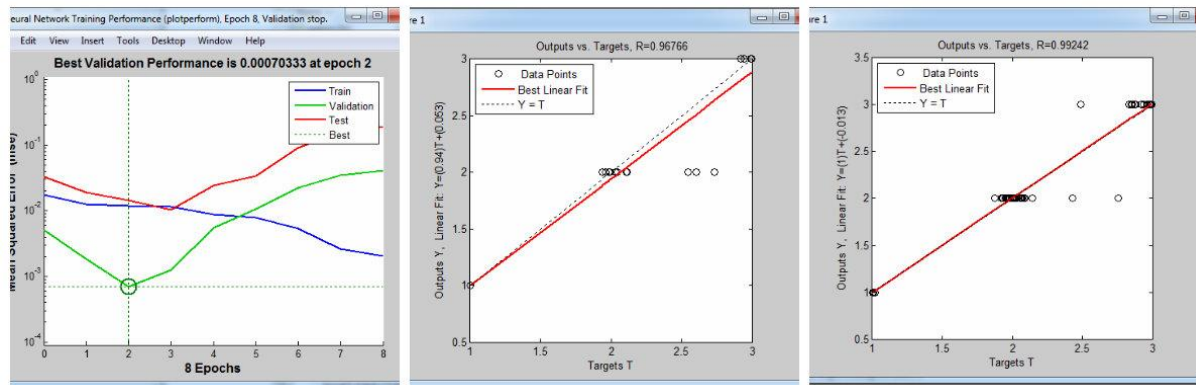 eural Network Training Performance (plotperform), Epoch 8, Validation stop.
Edit View Insert Tools Desktop Window Help
Best Validation Performance is 0.00070333 at epoch 2
Train
Validation
Test
Best
Mean Squared Error (mse)
10^0
10^-1
10^-2
10^-3
10^-4
0 1 2 3 4 5 6 7 8
8 Epochs
re 1
Outputs vs. Targets, R=0.96766
Data Points
Best Linear Fit
Y = T
Outputs Y, Linear Fit: Y=(0.94)T+(0.053)
3
2.5
2
1.5
1
0.5
1 1.5 2 2.5 3
Targets T
re 1
Outputs vs. Targets, R=0.99242
Data Points
Best Linear Fit
Y = T
Outputs Y, Linear Fit: Y=(1)T+(-0.013)
3.5
3
2.5
2
1.5
1
0.5
1 1.5 2 2.5 3
Targets T